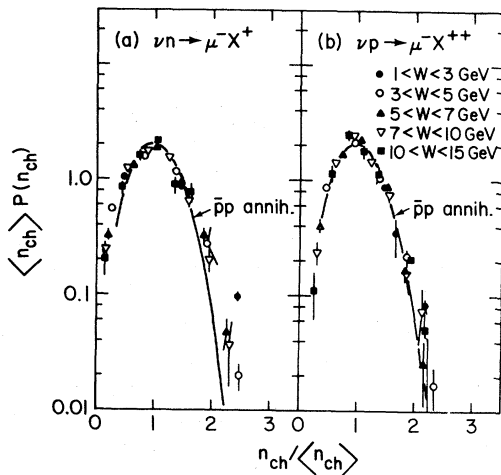 (a) νn → μ⁻X⁺
(b) νp → μ⁻X⁺⁺
● 1 < W < 3 GeV
○ 3 < W < 5 GeV
▲ 5 < W < 7 GeV
▽ 7 < W < 10 GeV
■ 10 < W < 15 GeV
p̄p annih.
p̄p annih.
⟨n_ch⟩ P(n_ch)
1.0
0.1
0.01
0 1 2 3
0 1 2 3
n_ch/⟨n_ch⟩